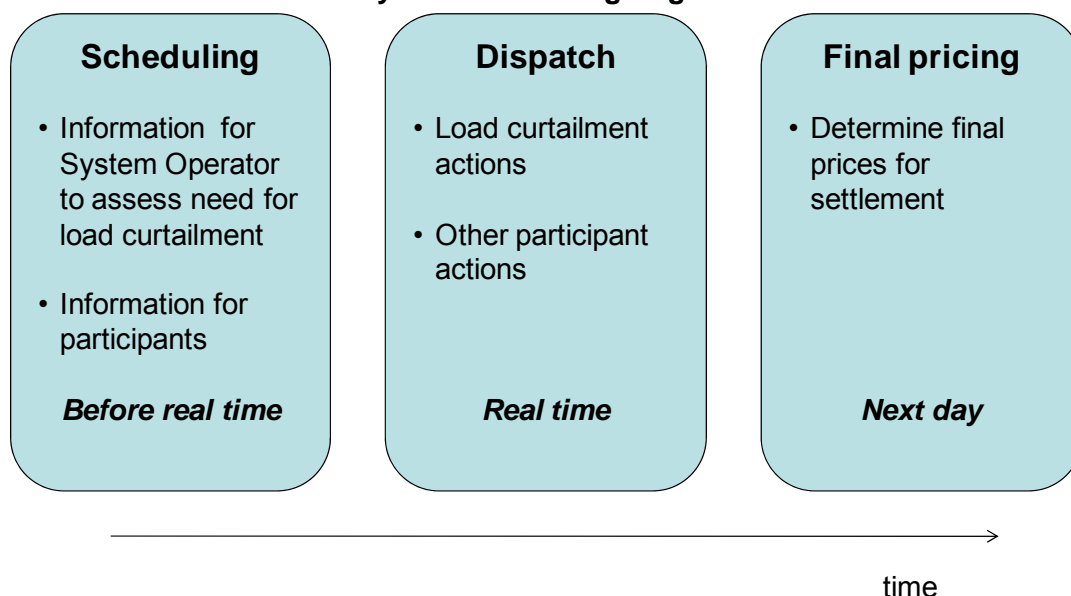 Scheduling
• Information for
System Operator
to assess need for
load curtailment
• Information for
participants
Before real time
Dispatch
• Load curtailment
actions
• Other participant
actions
Real time
Final pricing
• Determine final
prices for
settlement
Next day
time